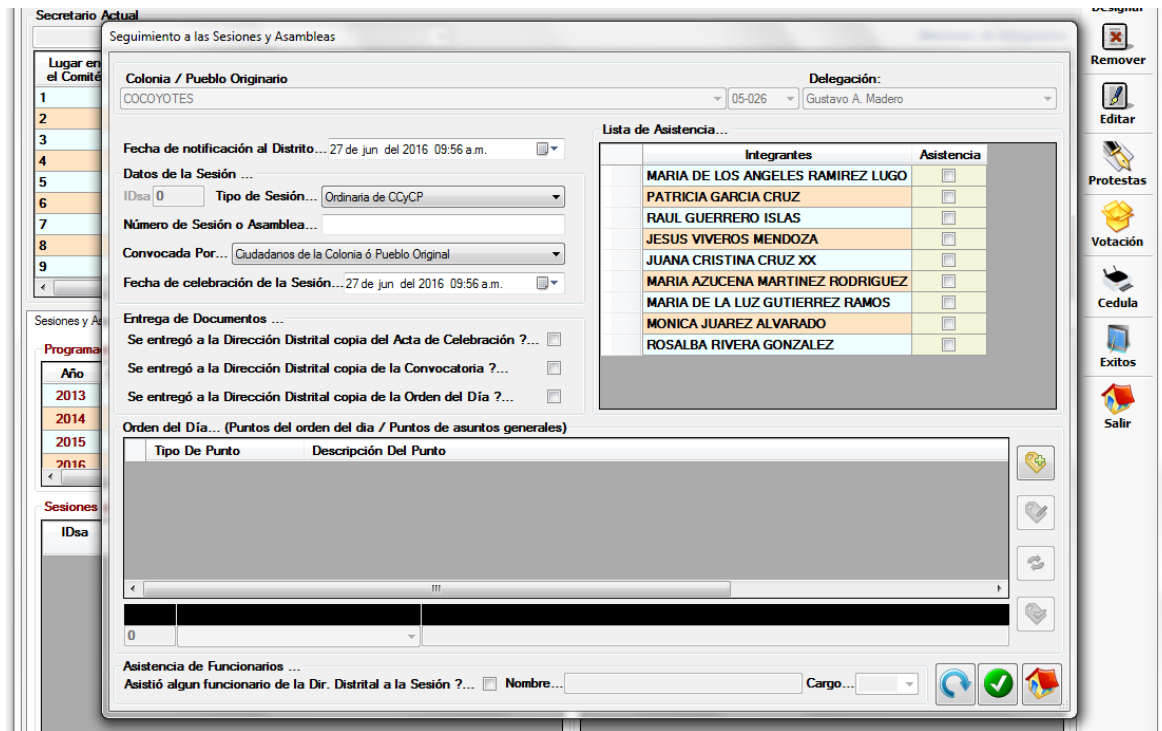 Secretario Actual
Designar
Seguimiento a las Sesiones y Asambleas
Lugar en
el Comité
1
2
3
4
5
6
7
8
9
Colonia / Pueblo Originario
Delegación:
COCOYOTES
05-026
Gustavo A. Madero
Fecha de notificación al Distrito... 27 de jun del 2016 09:56 a.m.
Datos de la Sesión ...
IDsa 0 Tipo de Sesión... Ordinaria de CCyCP
Número de Sesión o Asamblea...
Convocada Por... Ciudadanos de la Colonia ó Pueblo Original
Fecha de celebración de la Sesión... 27 de jun del 2016 09:56 a.m.
Entrega de Documentos ...
Se entregó a la Dirección Distrital copia del Acta de Celebración ?...
Se entregó a la Dirección Distrital copia de la Convocatoria ?...
Se entregó a la Dirección Distrital copia de la Orden del Día ?...
Lista de Asistencia...
Integrantes Asistencia
MARIA DE LOS ANGELES RAMIREZ LUGO
PATRICIA GARCIA CRUZ
RAUL GUERRERO ISLAS
JESUS VIVEROS MENDOZA
JUANA CRISTINA CRUZ XX
MARIA AZUCENA MARTINEZ RODRIGUEZ
MARIA DE LA LUZ GUTIERREZ RAMOS
MONICA JUAREZ ALVARADO
ROSALBA RIVERA GONZALEZ
Sesiones y As
Programa
Año
2013
2014
2015
2016
Sesiones
IDsa
Orden del Día... (Puntos del orden del dia / Puntos de asuntos generales)
Tipo De Punto Descripción Del Punto
0
Asistencia de Funcionarios ...
Asistió algun funcionario de la Dir. Distrital a la Sesión ?... Nombre... Cargo...
Remover
Editar
Protestas
Votación
Cedula
Exitos
Salir